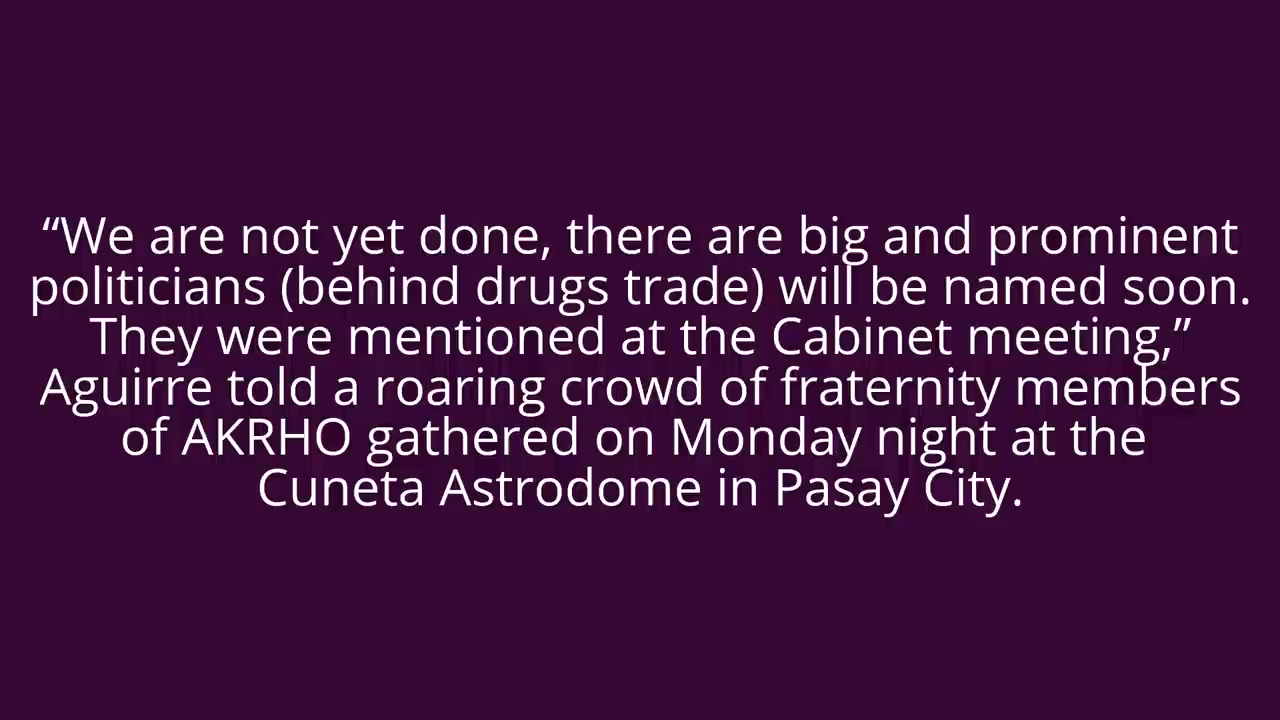 “We are not yet done, there are big and prominent
politicians (behind drugs trade) will be named soon.
They were mentioned at the Cabinet meeting,”
Aguirre told a roaring crowd of fraternity members
of AKRHO gathered on Monday night at the
Cuneta Astrodome in Pasay City.